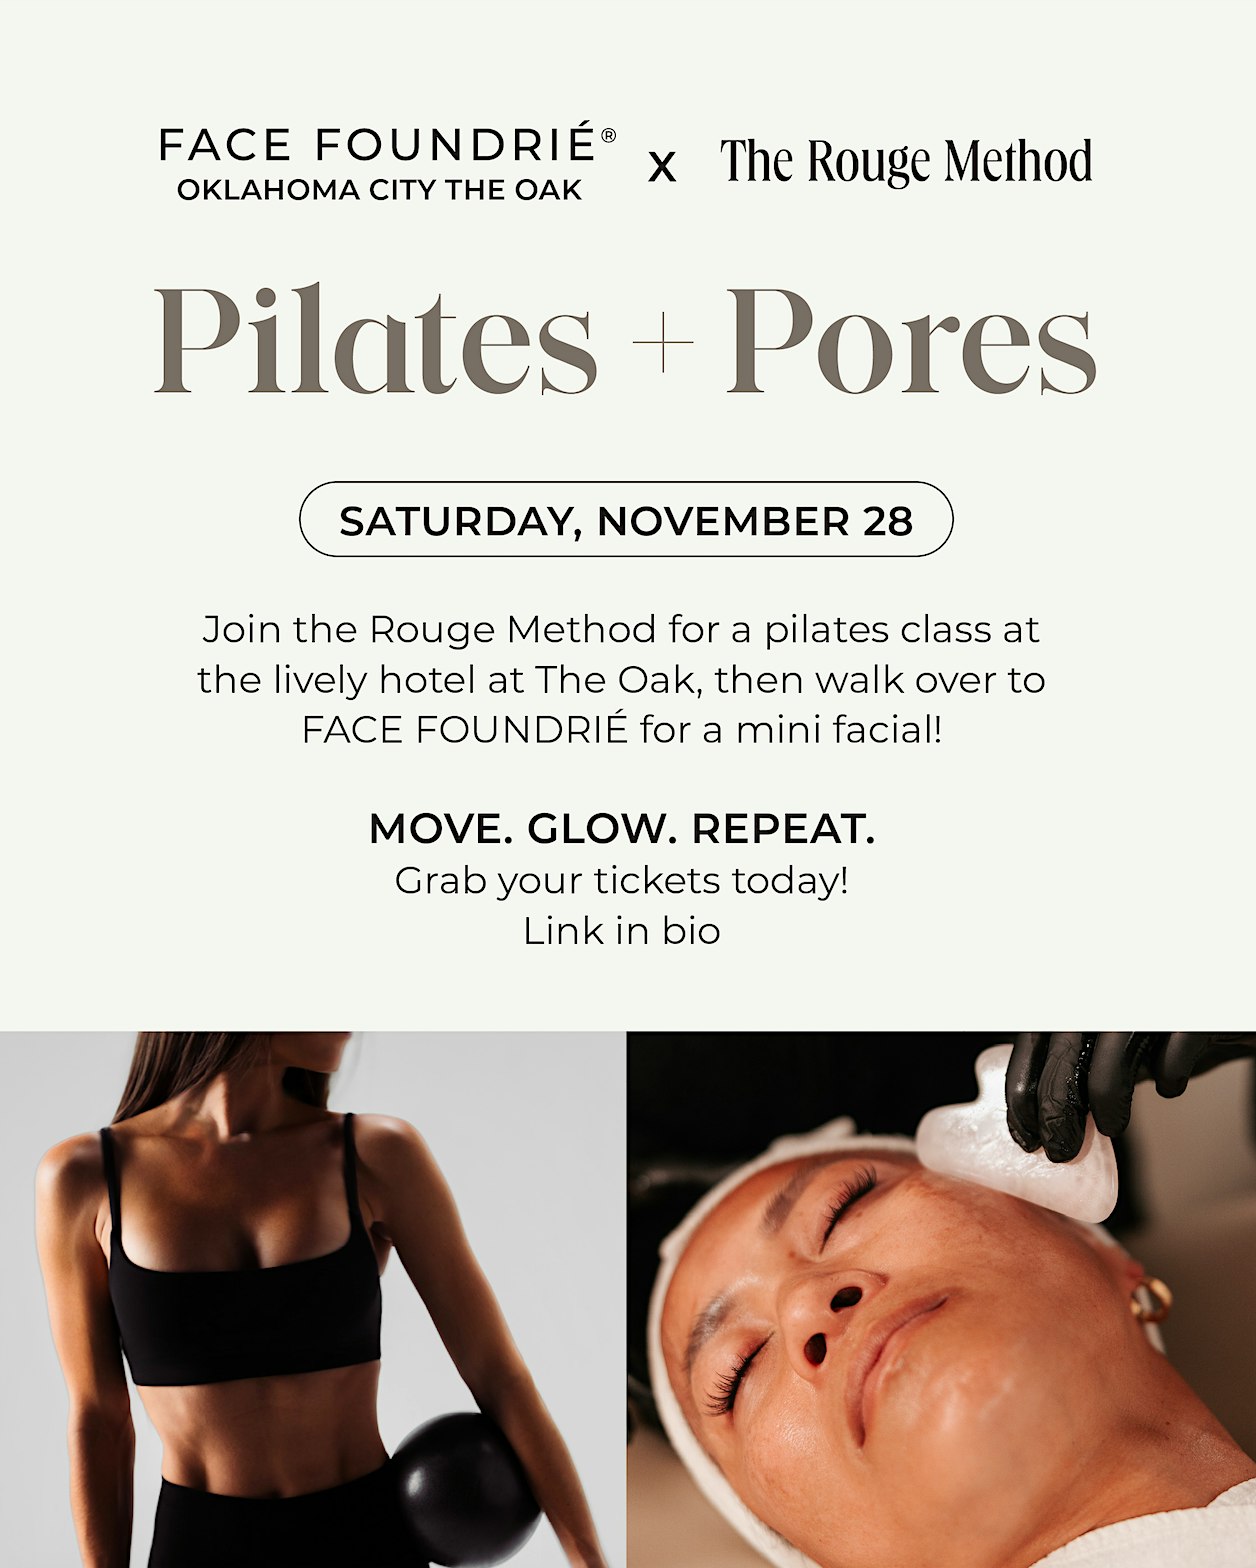 FACE FOUNDRIÉ®
OKLAHOMA CITY THE OAK
x The Rouge Method
Pilates + Pores
SATURDAY, NOVEMBER 28
Join the Rouge Method for a pilates class at
the lively hotel at The Oak, then walk over to
FACE FOUNDRIÉ for a mini facial!
MOVE. GLOW. REPEAT.
Grab your tickets today!
Link in bio